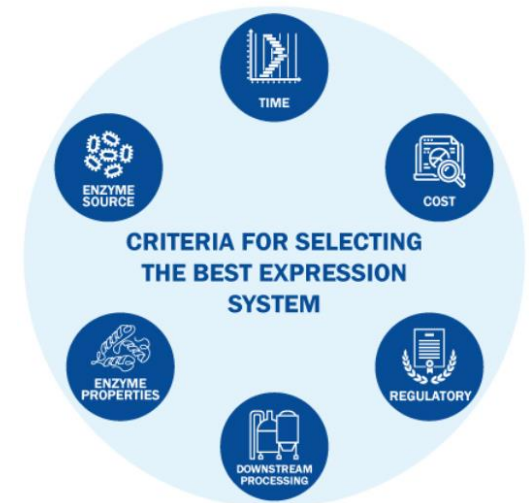 TIME
COST
REGULATORY
DOWNSTREAM
PROCESSING
ENZYME
PROPERTIES
ENZYME
SOURCE
CRITERIA FOR SELECTING
THE BEST EXPRESSION
SYSTEM